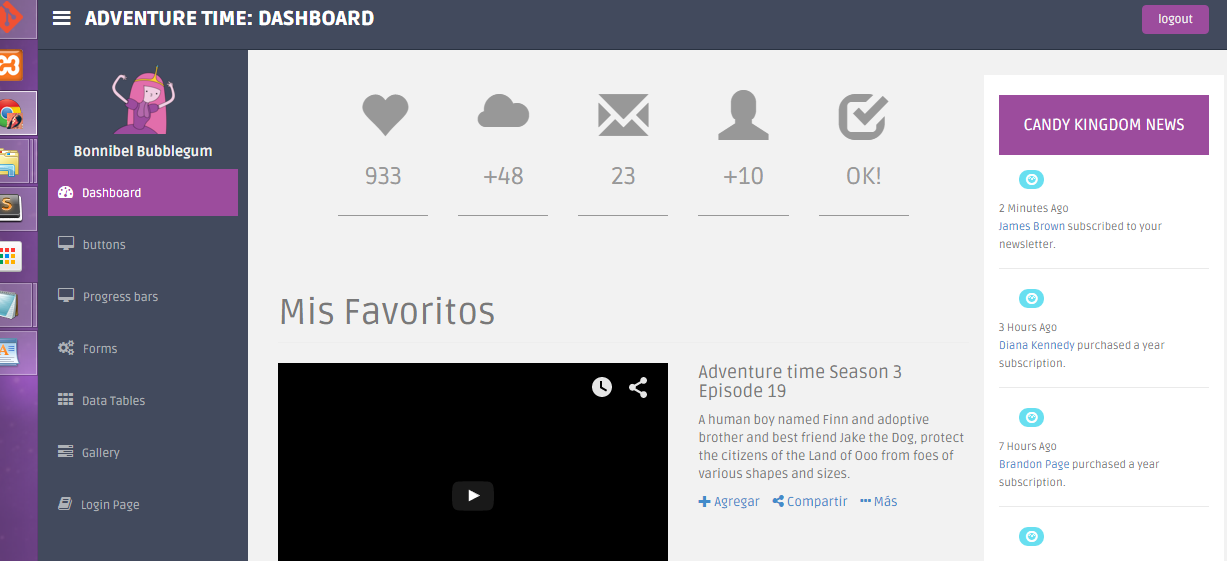 ADVENTURE TIME: DASHBOARD
logout
Bonnibel Bubblegum
Dashboard
buttons
Progress bars
Forms
Data Tables
Gallery
Login Page
933
+48
23
+10
OK!
Mis Favoritos
Adventure time Season 3
Episode 19
A human boy named Finn and adoptive
brother and best friend Jake the Dog, protect
the citizens of the Land of Ooo from foes of
various shapes and sizes.
Agregar Compartir Más
CANDY KINGDOM NEWS
2 Minutes Ago
James Brown subscribed to your
newsletter.
3 Hours Ago
Diana Kennedy purchased a year
subscription.
7 Hours Ago
Brandon Page purchased a year
subscription.